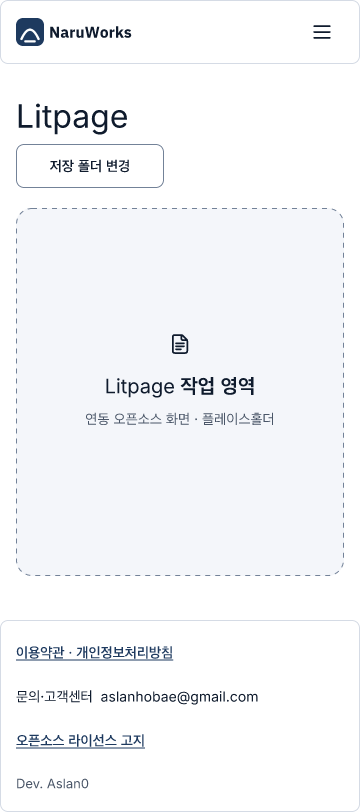 NaruWorks
Litpage
저장 폴더 변경
Litpage 작업 영역
연동 오픈소스 화면 · 플레이스홀더
이용약관 · 개인정보처리방침
문의·고객센터 aslanhobae@gmail.com
오픈소스 라이선스 고지
Dev. Aslan0